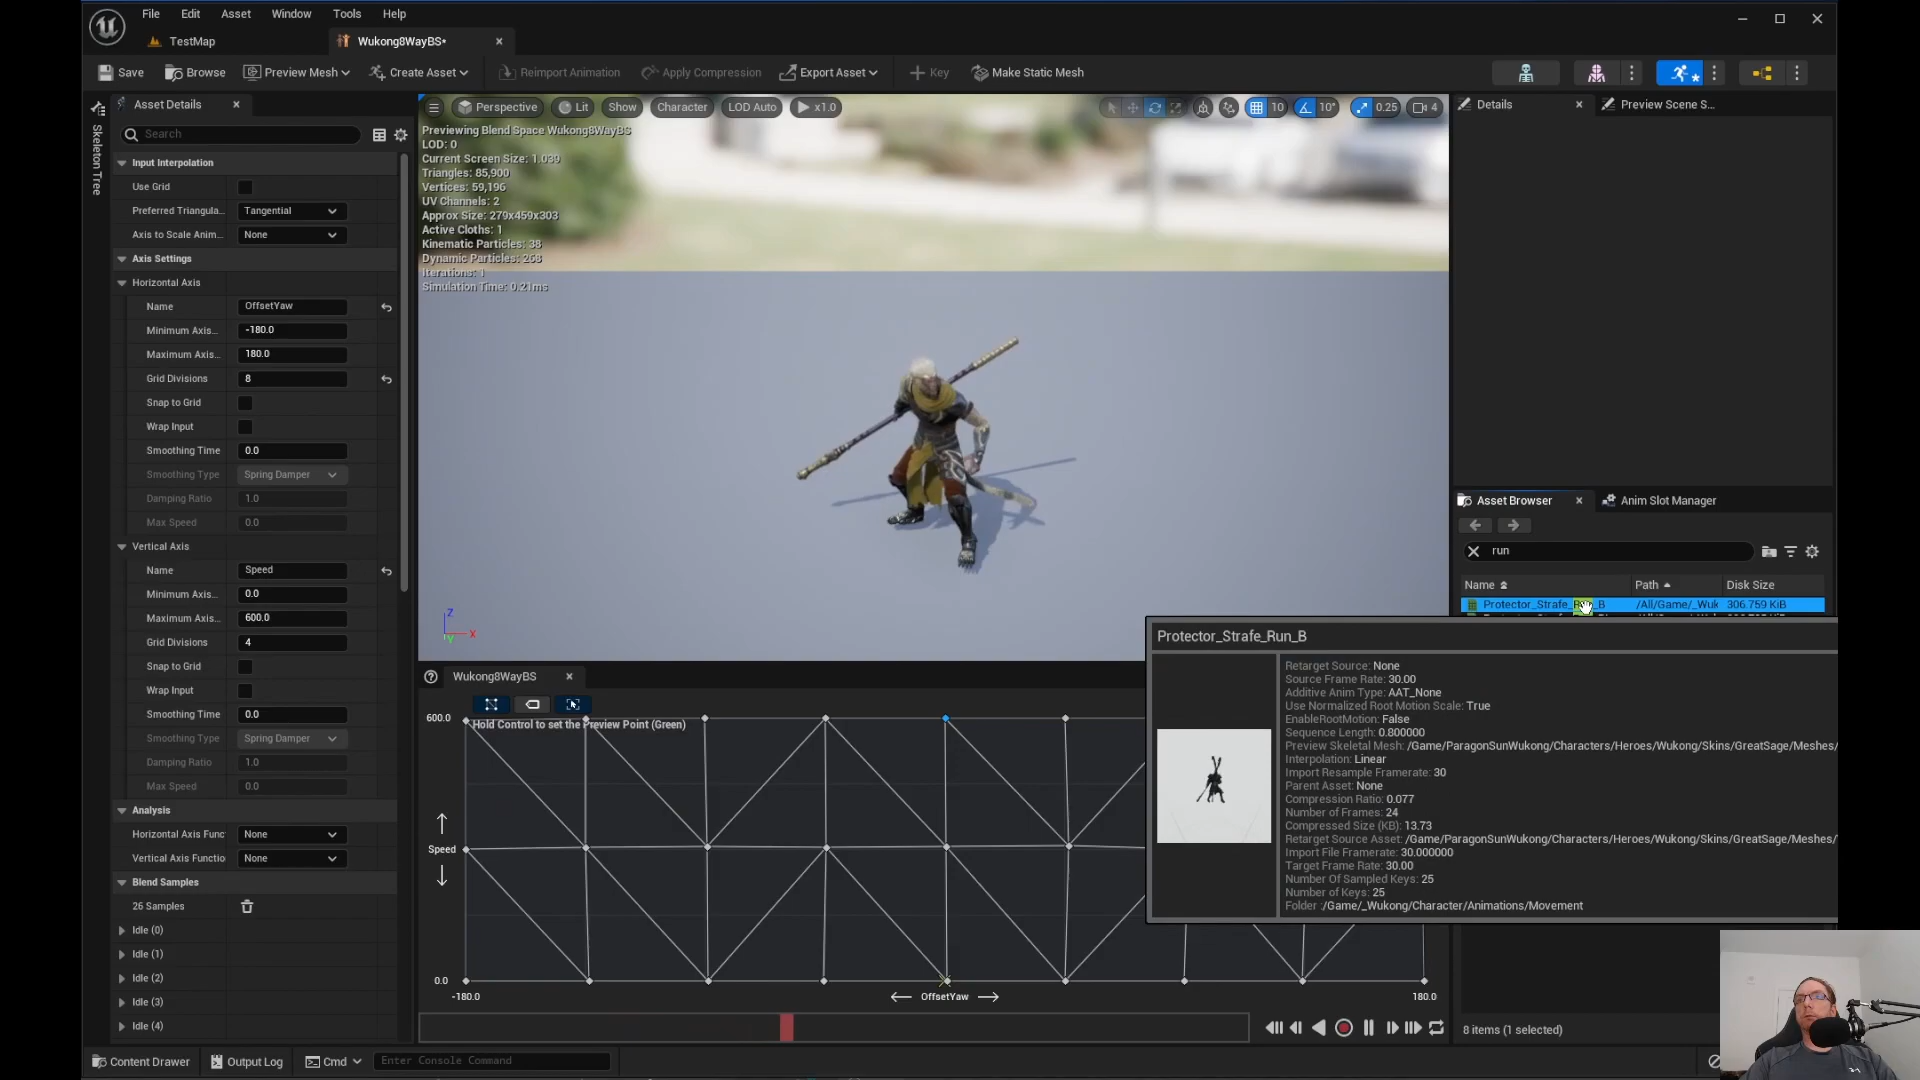 File Edit Asset Window Tools Help
TestMap
Wukong8WayBS*
Save
Browse
Preview Mesh
Create Asset
Reimport Animation
Apply Compression
Export Asset
Key
Make Static Mesh
Skeleton Tree
Asset Details
Search
Input Interpolation
Use Grid
Preferred Triangula...
Tangential
Axis to Scale Anim...
None
Axis Settings
Horizontal Axis
Name
OffsetYaw
Minimum Axis...
-180.0
Maximum Axis...
180.0
Grid Divisions
8
Snap to Grid
Wrap Input
Smoothing Time
0.0
Smoothing Type
Spring Damper
Damping Ratio
1.0
Max Speed
0.0
Vertical Axis
Name
Speed
Minimum Axis...
0.0
Maximum Axis...
600.0
Grid Divisions
4
Snap to Grid
Wrap Input
Smoothing Time
0.0
Smoothing Type
Spring Damper
Damping Ratio
1.0
Max Speed
0.0
Analysis
Horizontal Axis Func
None
Vertical Axis Functio
None
Blend Samples
26 Samples
Idle (0)
Idle (1)
Idle (2)
Idle (3)
Idle (4)
Perspective
Lit
Show
Character
LOD Auto
x1.0
10
10°
0.25
4
Previewing Blend Space Wukong8WayBS
LOD: 0
Current Screen Size: 1.039
Triangles: 85,900
Vertices: 59,196
UV Channels: 2
Approx Size: 279x459x303
Active Cloths: 1
Kinematic Particles: 38
Dynamic Particles: 263
Iterations: 1
Simulation Time: 0.21ms
Z
X
Y
Wukong8WayBS
Hold Control to set the Preview Point (Green)
600.0
Speed
0.0
-180.0
OffsetYaw
180.0
Details
Preview Scene S...
Asset Browser
Anim Slot Manager
run
Name
Path
Disk Size
Protector_Strafe_Run_B
/All/Game/_Wuk
306.759 KiB
Protector_Strafe_Run_B
Retarget Source: None
Source Frame Rate: 30.00
Additive Anim Type: AAT_None
Use Normalized Root Motion Scale: True
EnableRootMotion: False
Sequence Length: 0.800000
Preview Skeletal Mesh: /Game/ParagonSunWukong/Characters/Heroes/Wukong/Skins/GreatSage/Meshes/
Interpolation: Linear
Import Resample Framerate: 30
Parent Asset: None
Compression Ratio: 0.077
Number of Frames: 24
Compressed Size (KB): 13.73
Retarget Source Asset: /Game/ParagonSunWukong/Characters/Heroes/Wukong/Skins/GreatSage/Meshes/
Import File Framerate: 30.000000
Target Frame Rate: 30.00
Number Of Sampled Keys: 25
Number of Keys: 25
Folder :/Game/_Wukong/Character/Animations/Movement
8 items (1 selected)
Content Drawer
Output Log
Cmd
Enter Console Command